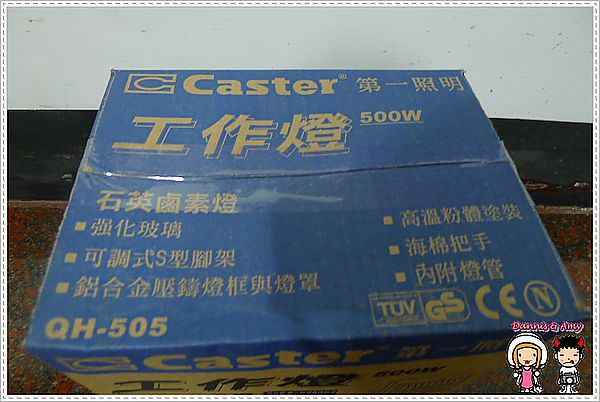 Caster® 第一照明
工作燈 500W
石英鹵素燈
■強化玻璃
■可調式S型腳架
■鋁合金壓鑄燈框與燈罩
■高溫粉體塗裝
■海棉把手
■內附燈管
QH-505
TÜV GS CE N
Caster 第一照明
工作燈 500W
Dannis & Amy